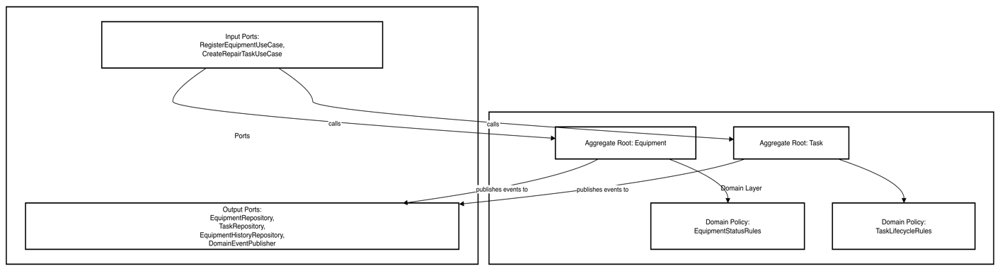 Input Ports:
RegisterEquipmentUseCase,
CreateRepairTaskUseCase
calls
calls
Ports
Aggregate Root: Equipment
Aggregate Root: Task
publishes events to
publishes events to
Domain Layer
Output Ports:
EquipmentRepository,
TaskRepository,
EquipmentHistoryRepository,
DomainEventPublisher
Domain Policy:
EquipmentStatusRules
Domain Policy:
TaskLifecycleRules